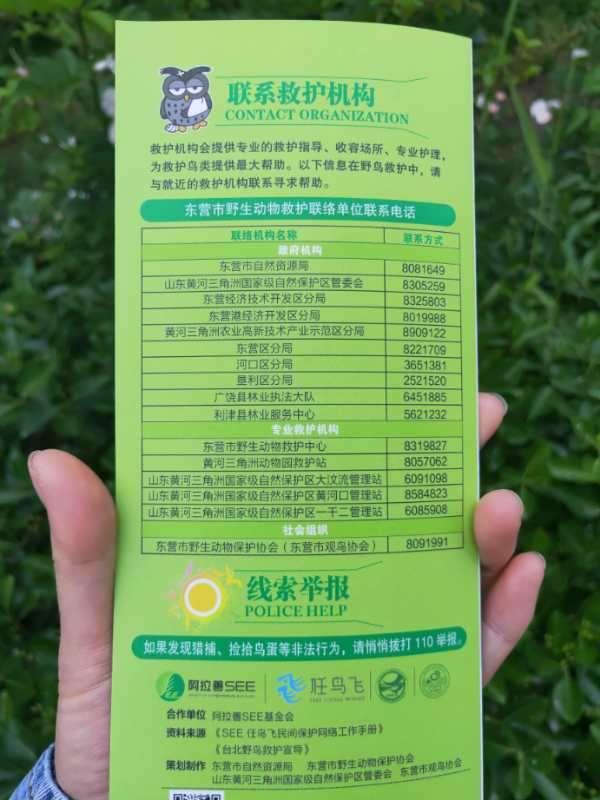 联系救护机构
CONTACT ORGANIZATION
救护机构会提供专业的救护指导、收容场所、专业护理，
为救护鸟类提供最大帮助。以下信息在野鸟救护中，请
与就近的救护机构联系寻求帮助。
东营市野生动物救护联络单位联系电话
联络机构名称 联系方式
政府机构
东营市自然资源局 8081649
山东黄河三角洲国家级自然保护区管委会 8305259
东营经济技术开发区分局 8325803
东营港经济开发区分局 8019988
黄河三角洲农业高新技术产业示范区分局 8909122
东营区分局 8221709
河口区分局 3651381
垦利区分局 2521520
广饶县林业执法大队 6451885
利津县林业服务中心 5621232
专业救护机构
东营市野生动物救护中心 8319827
黄河三角洲动物园救护站 8057062
山东黄河三角洲国家级自然保护区大汶流管理站 6091098
山东黄河三角洲国家级自然保护区黄河口管理站 8584823
山东黄河三角洲国家级自然保护区一千二管理站 6085908
社会组织
东营市野生动物保护协会（东营市观鸟协会） 8091991
线索举报
POLICE HELP
如果发现猎捕、捡拾鸟蛋等非法行为，请悄悄拨打 110 举报。
阿拉善SEE 任鸟飞
合作单位 阿拉善SEE基金会
资料来源 《SEE 任鸟飞民间保护网络工作手册》
《台北野鸟救护宣导》
策划制作 东营市自然资源局 东营市野生动物保护协会
山东黄河三角洲国家级自然保护区管委会 东营市观鸟协会